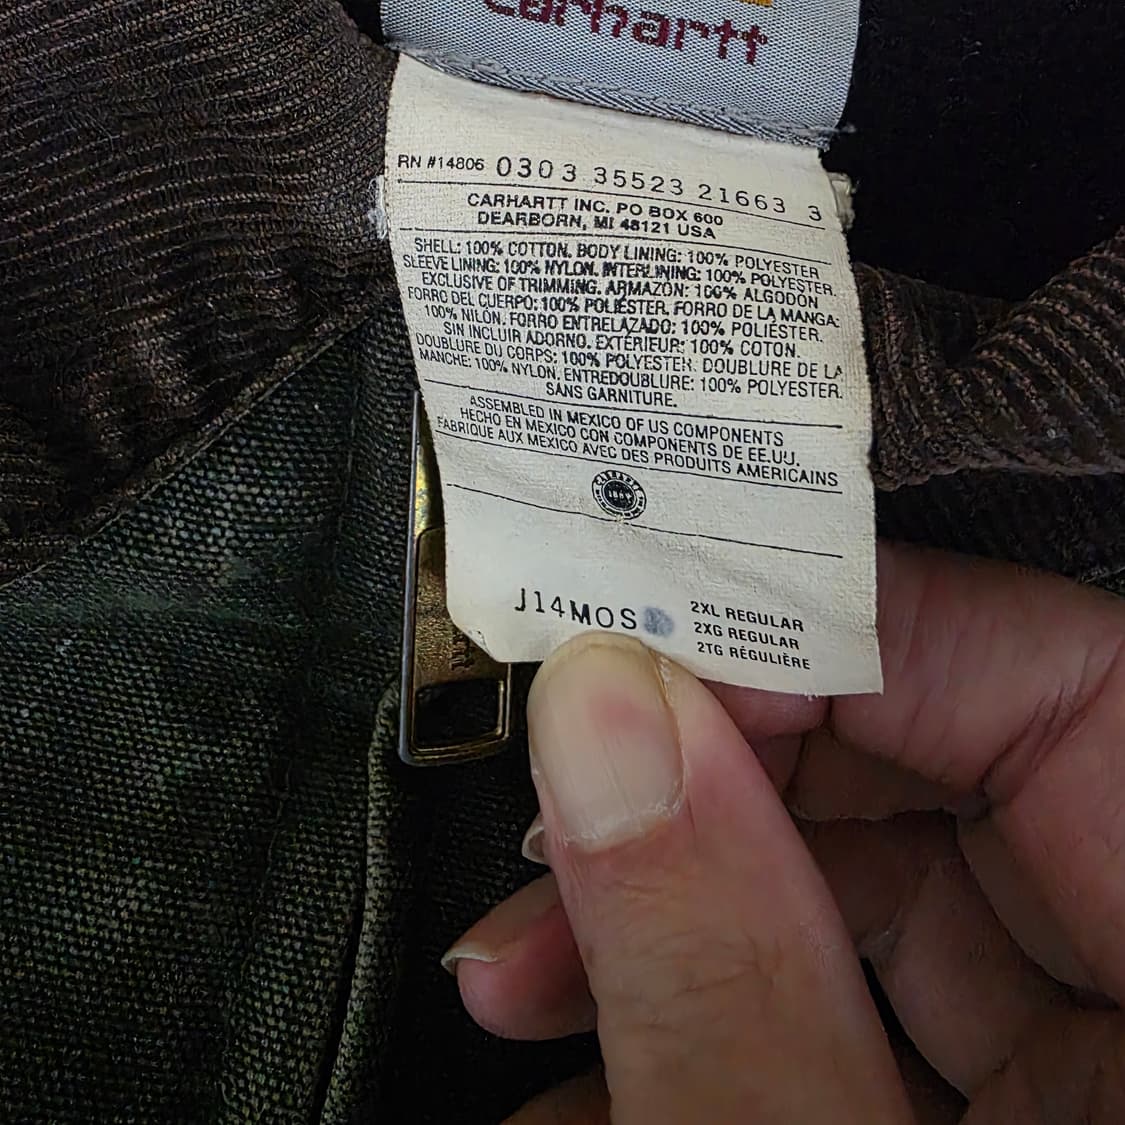 carhartt
RN #14806 0303 35523 21663 3
CARHARTT INC. PO BOX 600
DEARBORN, MI 48121 USA
SHELL: 100% COTTON. BODY LINING: 100% POLYESTER
SLEEVE LINING: 100% NYLON. INTERLINING: 100% POLYESTER.
EXCLUSIVE OF TRIMMING. ARMAZON: 100% ALGODÓN
FORRO DEL CUERPO: 100% POLIÉSTER. FORRO DE LA MANGA:
100% NILÓN. FORRO ENTRELAZADO: 100% POLIÉSTER.
SIN INCLUIR ADORNO. EXTÉRIEUR: 100% COTON.
DOUBLURE DU CORPS: 100% POLYESTER. DOUBLURE DE LA
MANCHE: 100% NYLON. ENTREDOUBLURE: 100% POLYESTER.
SANS GARNITURE.
ASSEMBLED IN MEXICO OF US COMPONENTS
HECHO EN MEXICO CON COMPONENTS DE EE.UU.
FABRIQUE AUX MEXICO AVEC DES PRODUITS AMERICAINS
J14MOS
2XL REGULAR
2XG REGULAR
2TG RÉGULIÈRE